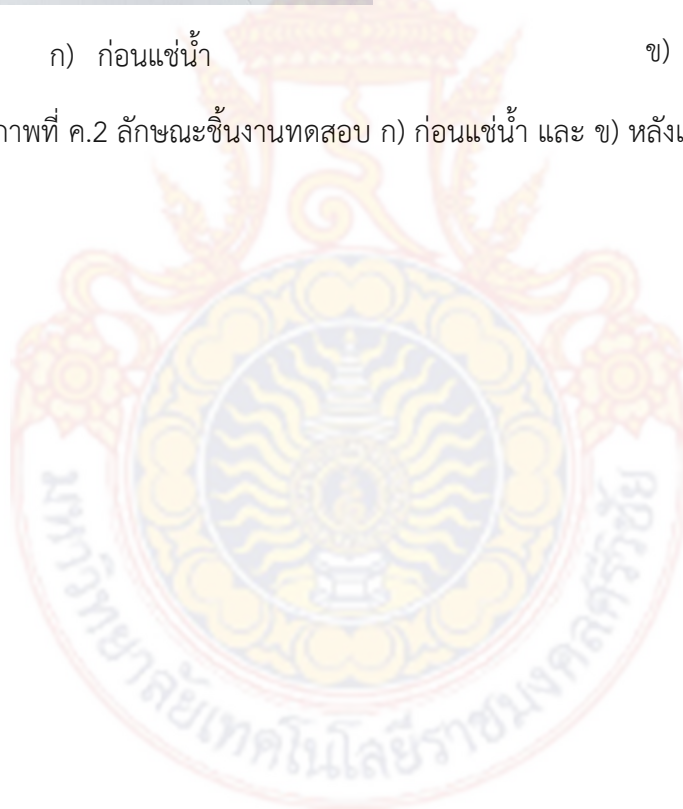 ก) ก่อนแช่น้ำ ข)
ภาพที่ ค.2 ลักษณะชิ้นงานทดสอบ ก) ก่อนแช่น้ำ และ ข) หลัง
มหาวิทยาลัยเทคโนโลยีราชมงคลศรีวิชัย